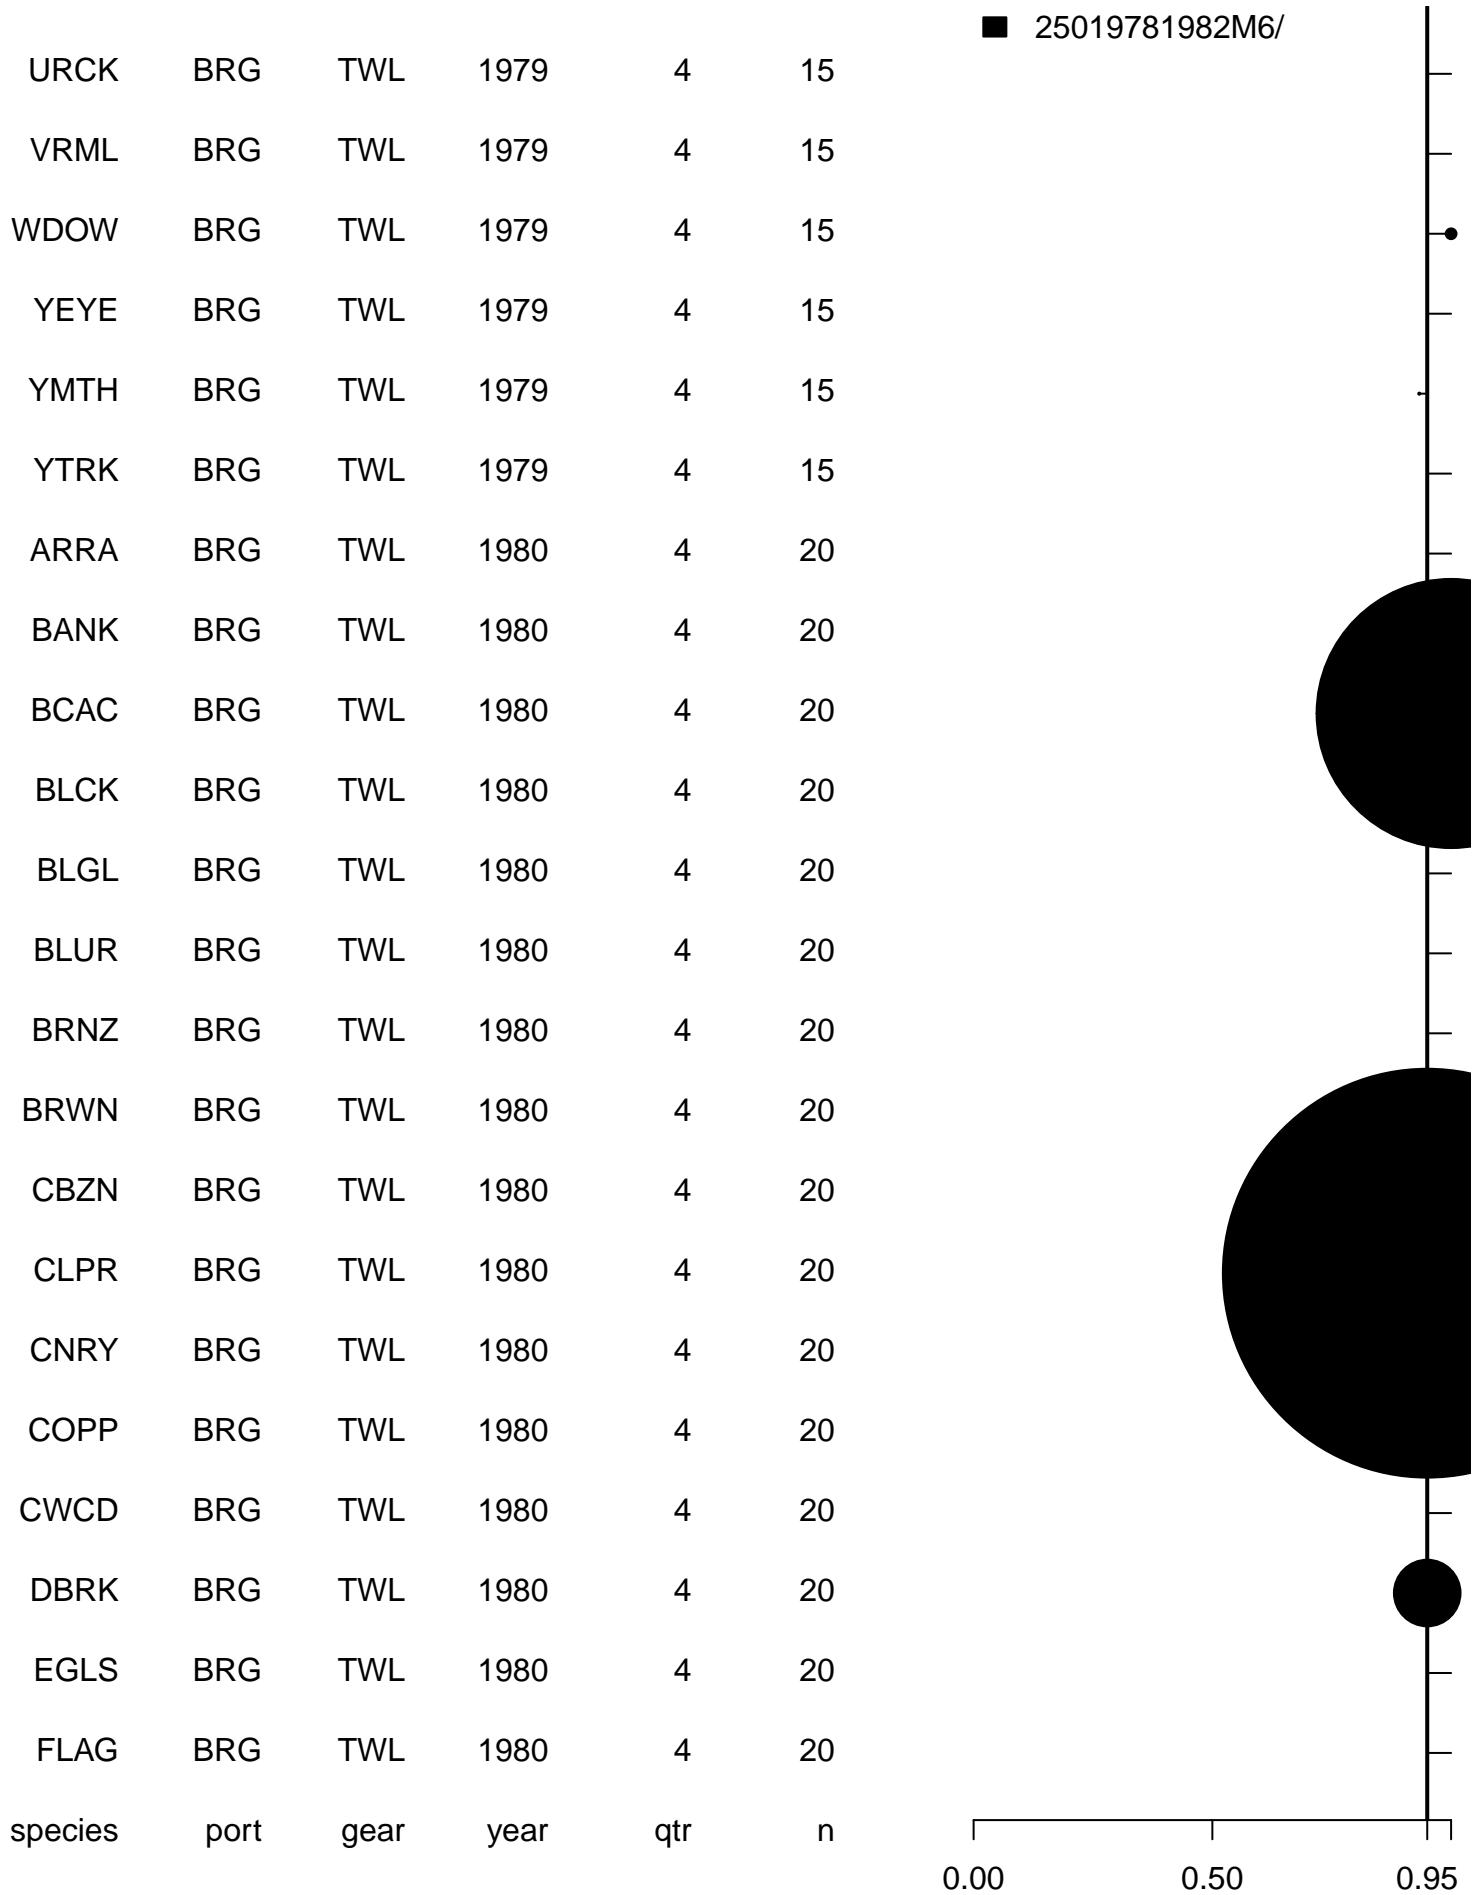 25019781982M6/
URCK BRG TWL 1979 4 15
VRML BRG TWL 1979 4 15
WDOW BRG TWL 1979 4 15
YEYE BRG TWL 1979 4 15
YMTH BRG TWL 1979 4 15
YTRK BRG TWL 1979 4 15
ARRA BRG TWL 1980 4 20
BANK BRG TWL 1980 4 20
BCAC BRG TWL 1980 4 20
BLCK BRG TWL 1980 4 20
BLGL BRG TWL 1980 4 20
BLUR BRG TWL 1980 4 20
BRNZ BRG TWL 1980 4 20
BRWN BRG TWL 1980 4 20
CBZN BRG TWL 1980 4 20
CLPR BRG TWL 1980 4 20
CNRY BRG TWL 1980 4 20
COPP BRG TWL 1980 4 20
CWCD BRG TWL 1980 4 20
DBRK BRG TWL 1980 4 20
EGLS BRG TWL 1980 4 20
FLAG BRG TWL 1980 4 20
species port gear year qtr n
0.00 0.50 0.95